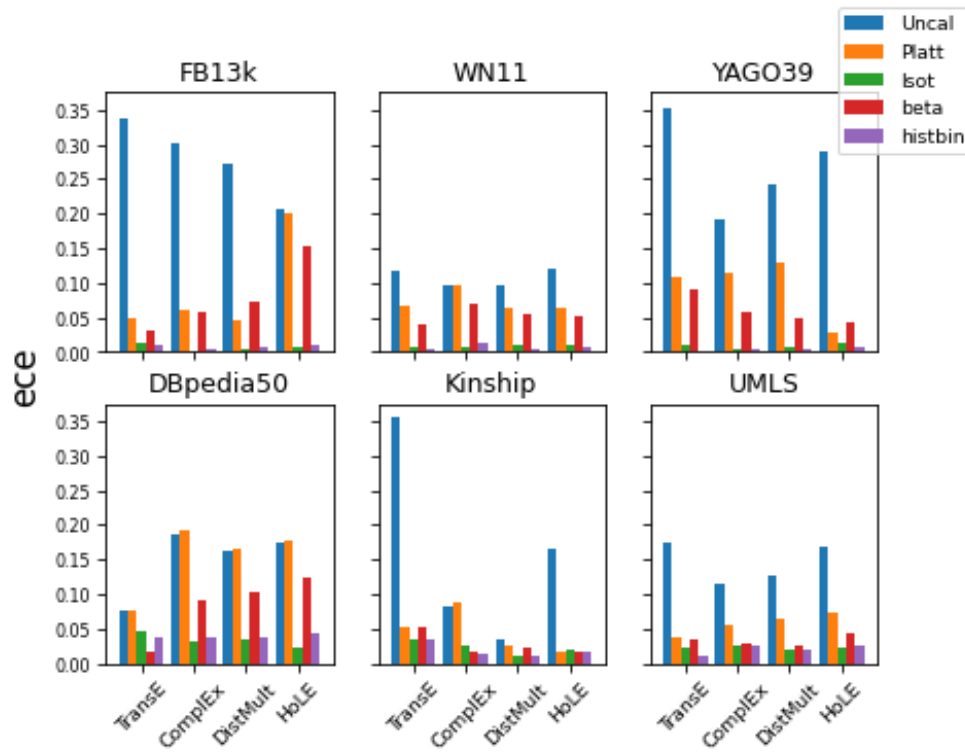 Uncal
Platt
Isot
beta
histbin
FB13k
WN11
YAGO39
0.35
0.30
0.25
0.20
0.15
0.10
0.05
0.00
ece
DBpedia50
Kinship
UMLS
0.35
0.30
0.25
0.20
0.15
0.10
0.05
0.00
TransE
ComplEx
DistMult
HoLE
TransE
ComplEx
DistMult
HoLE
TransE
ComplEx
DistMult
HoLE